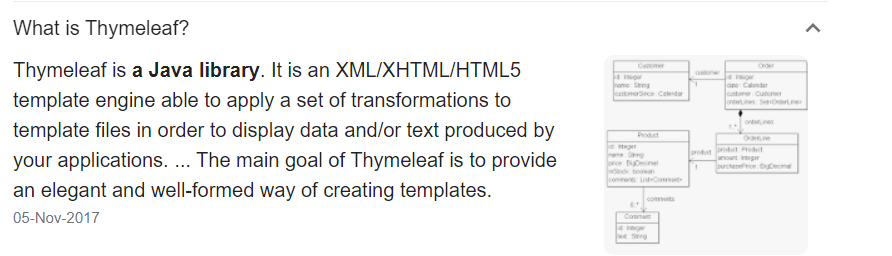 What is Thymeleaf?
Thymeleaf is a Java library. It is an XML/XHTML/HTML5
template engine able to apply a set of transformations to
template files in order to display data and/or text produced by
your applications. ... The main goal of Thymeleaf is to provide
an elegant and well-formed way of creating templates.
05-Nov-2017
Customer
id: Integer
name: String
customerSince: Calendar
customer
1
Order
id: Integer
date: Calendar
customer: Customer
orderLines: Set<OrderLine>
1..*
orderLines
Product
id: Integer
name: String
price: BigDecimal
inStock: boolean
comments: List<Comment>
product
1
OrderLine
product: Product
amount: Integer
purchasePrice: BigDecimal
0..*
comments
Comment
id: Integer
text: String